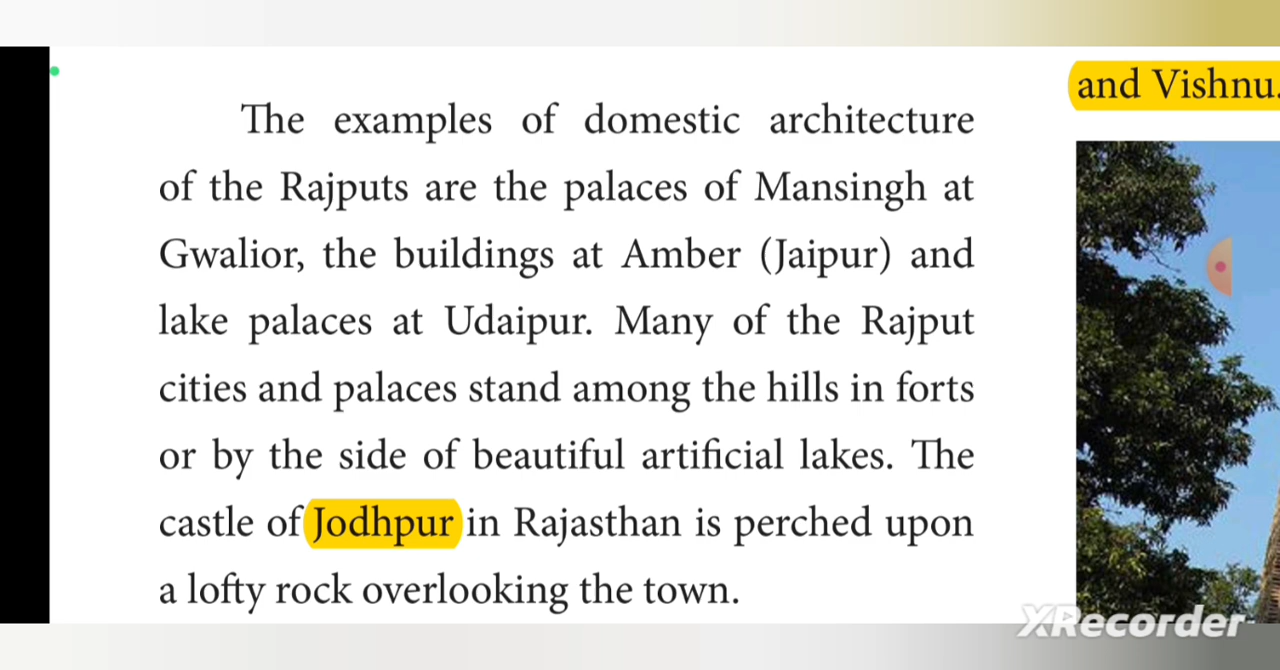 The examples of domestic architecture
of the Rajputs are the palaces of Mansingh at
Gwalior, the buildings at Amber (Jaipur) and
lake palaces at Udaipur. Many of the Rajput
cities and palaces stand among the hills in forts
or by the side of beautiful artificial lakes. The
castle of Jodhpur in Rajasthan is perched upon
a lofty rock overlooking the town.
and Vishnu.
XRecorder